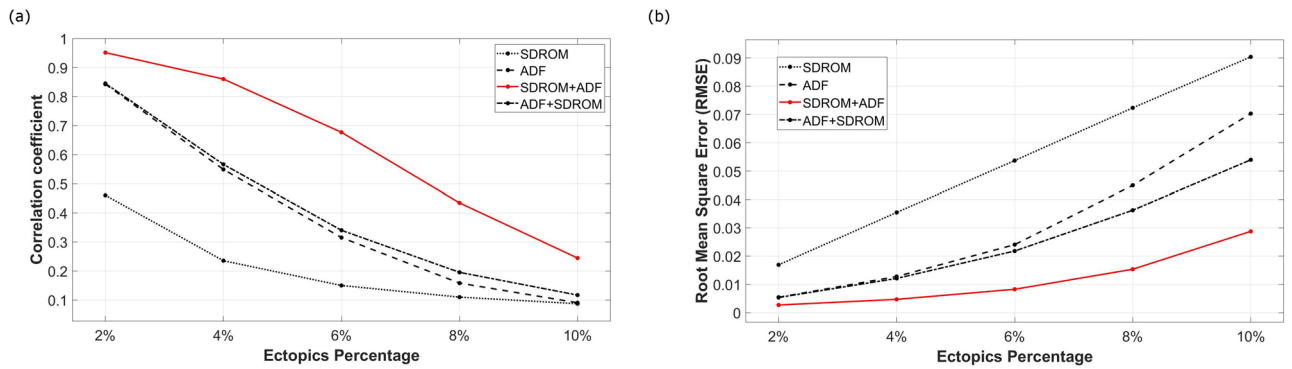 (a)
Correlation coefficient
1
0.9
0.8
0.7
0.6
0.5
0.4
0.3
0.2
0.1
SDROM
ADF
SDROM+ADF
ADF+SDROM
2% 4% 6% 8% 10%
Ectopics Percentage
(b)
Root Mean Square Error (RMSE)
0.09
0.08
0.07
0.06
0.05
0.04
0.03
0.02
0.01
0
SDROM
ADF
SDROM+ADF
ADF+SDROM
2% 4% 6% 8% 10%
Ectopics Percentage